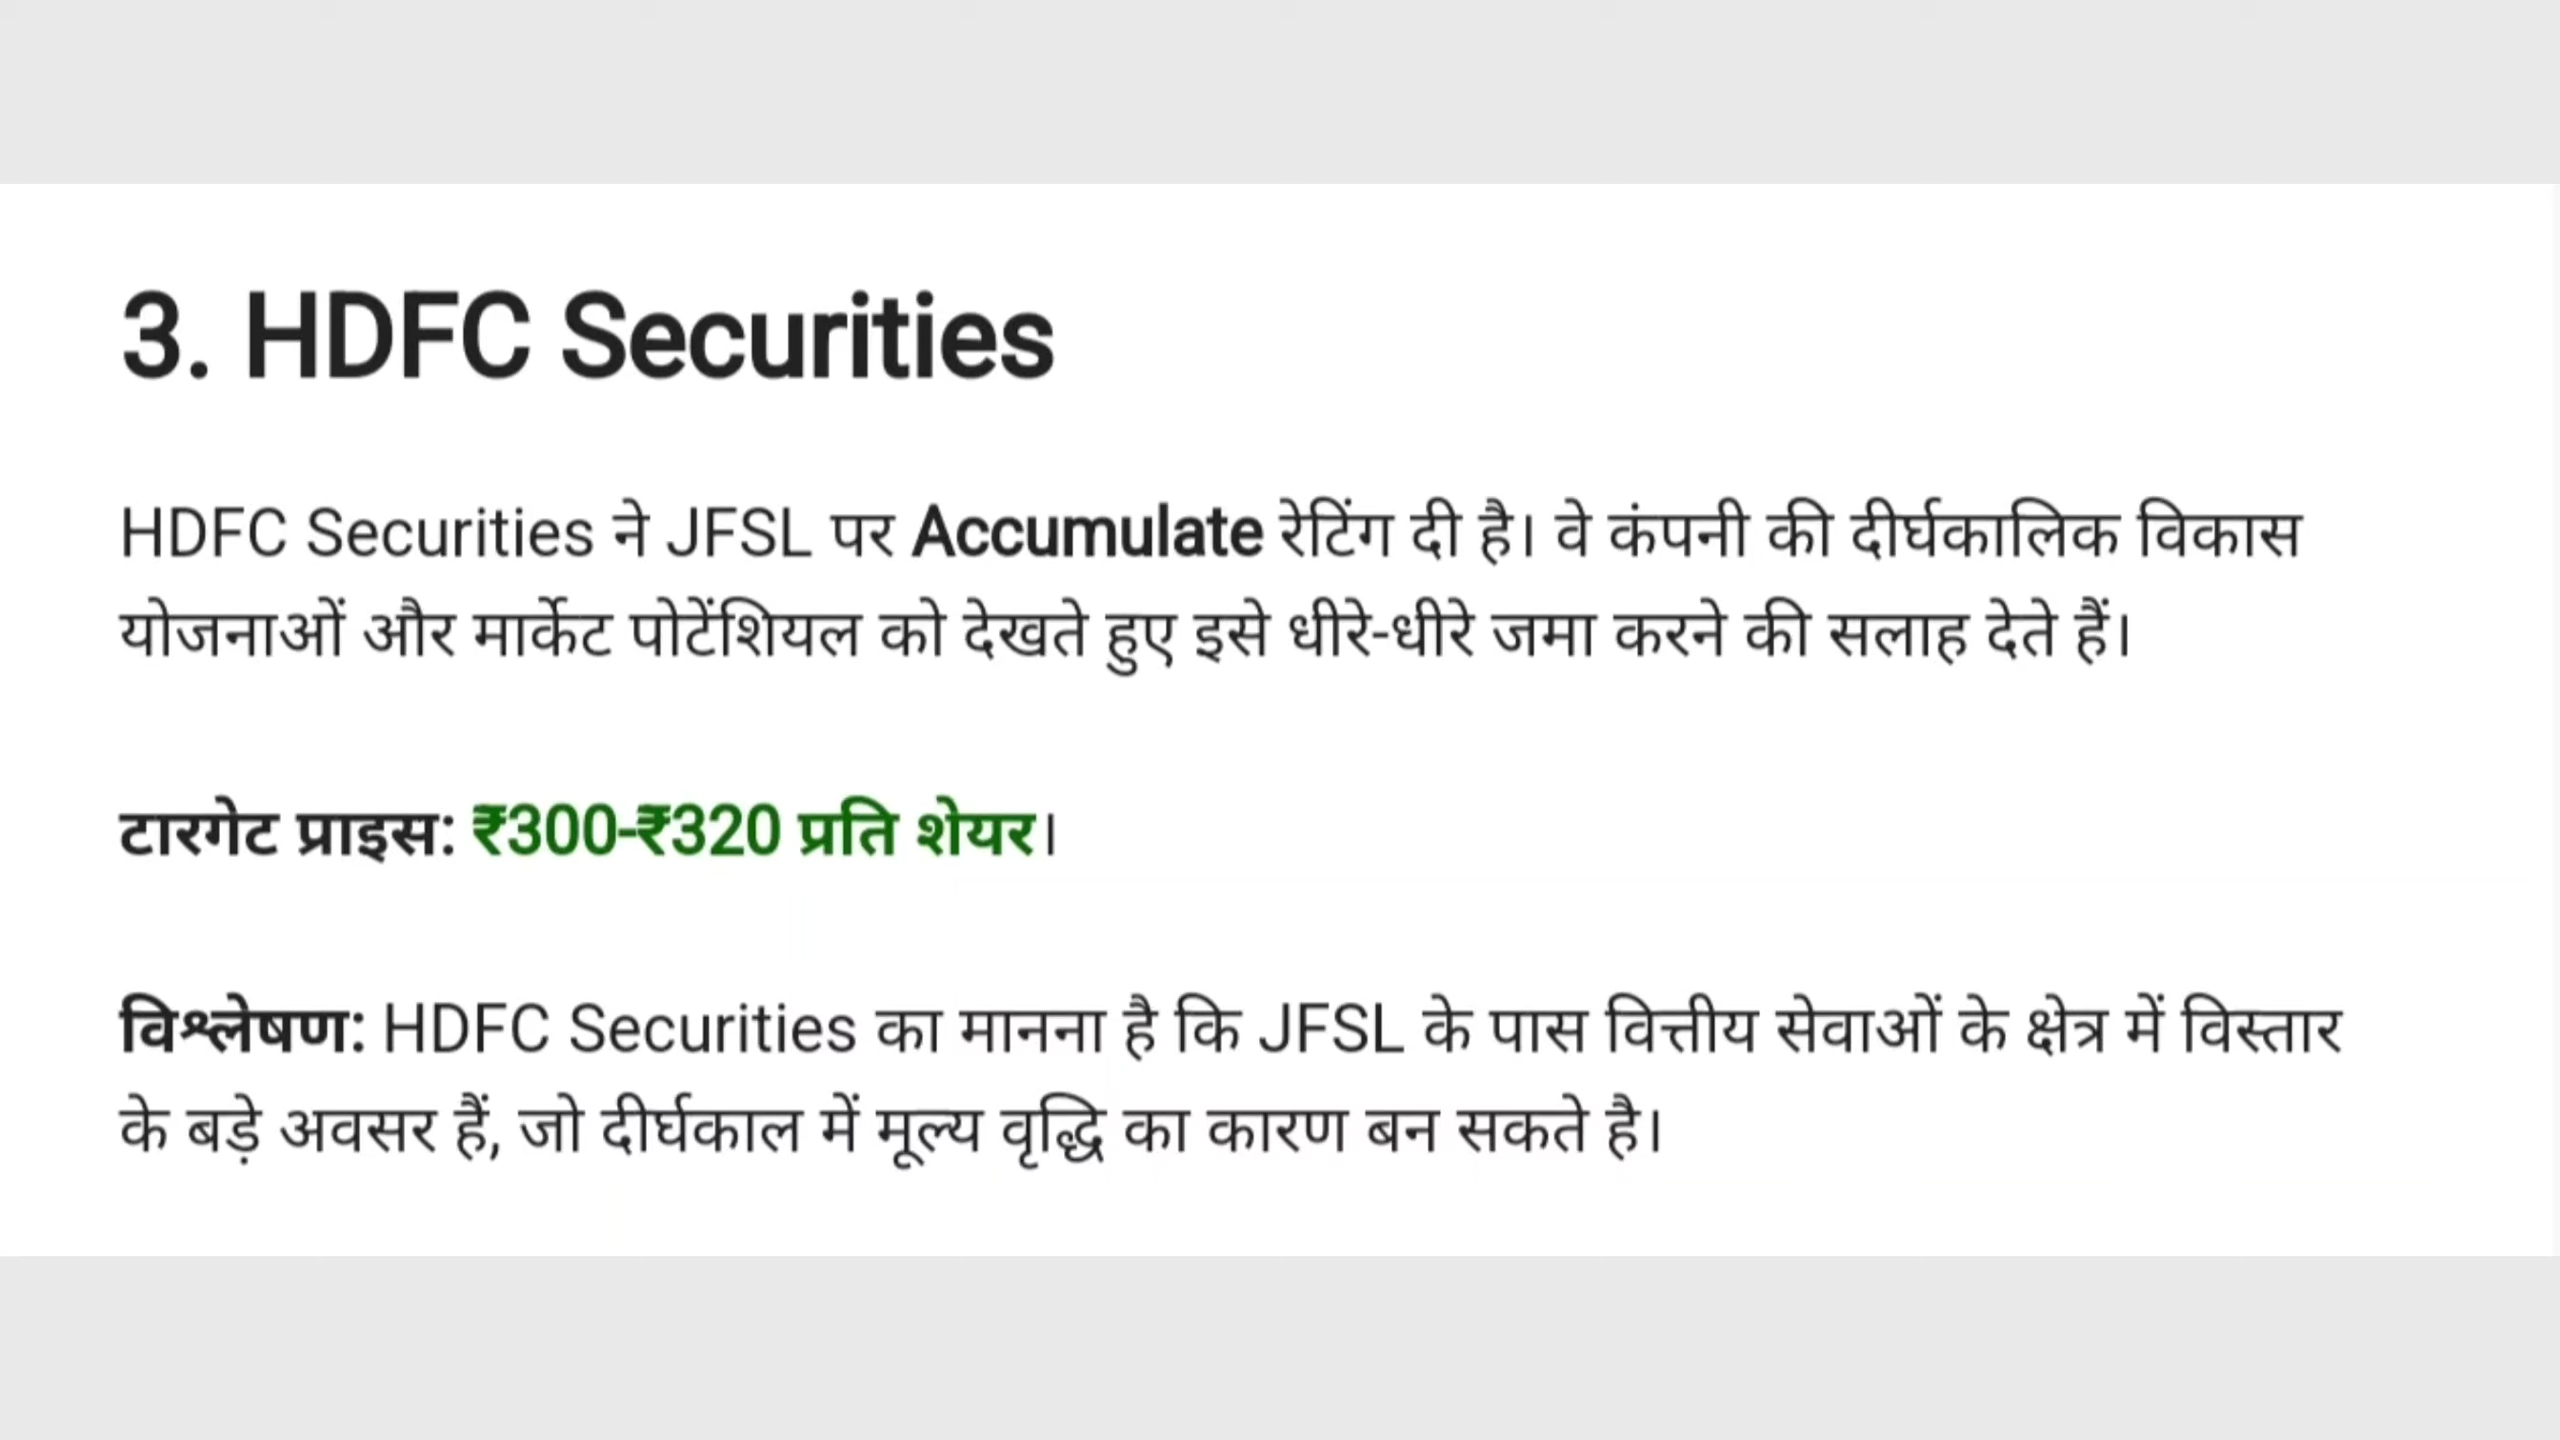 3. HDFC Securities
HDFC Securities ने JFSL पर Accumulate रेटिंग दी है। वे कंपनी की दीर्घकालिक विकास
योजनाओं और मार्केट पोटेंशियल को देखते हुए इसे धीरे-धीरे जमा करने की सलाह देते हैं।
टारगेट प्राइस: ₹300-₹320 प्रति शेयर।
विश्लेषण: HDFC Securities का मानना है कि JFSL के पास वित्तीय सेवाओं के क्षेत्र में विस्तार
के बड़े अवसर हैं, जो दीर्घकाल में मूल्य वृद्धि का कारण बन सकते है।